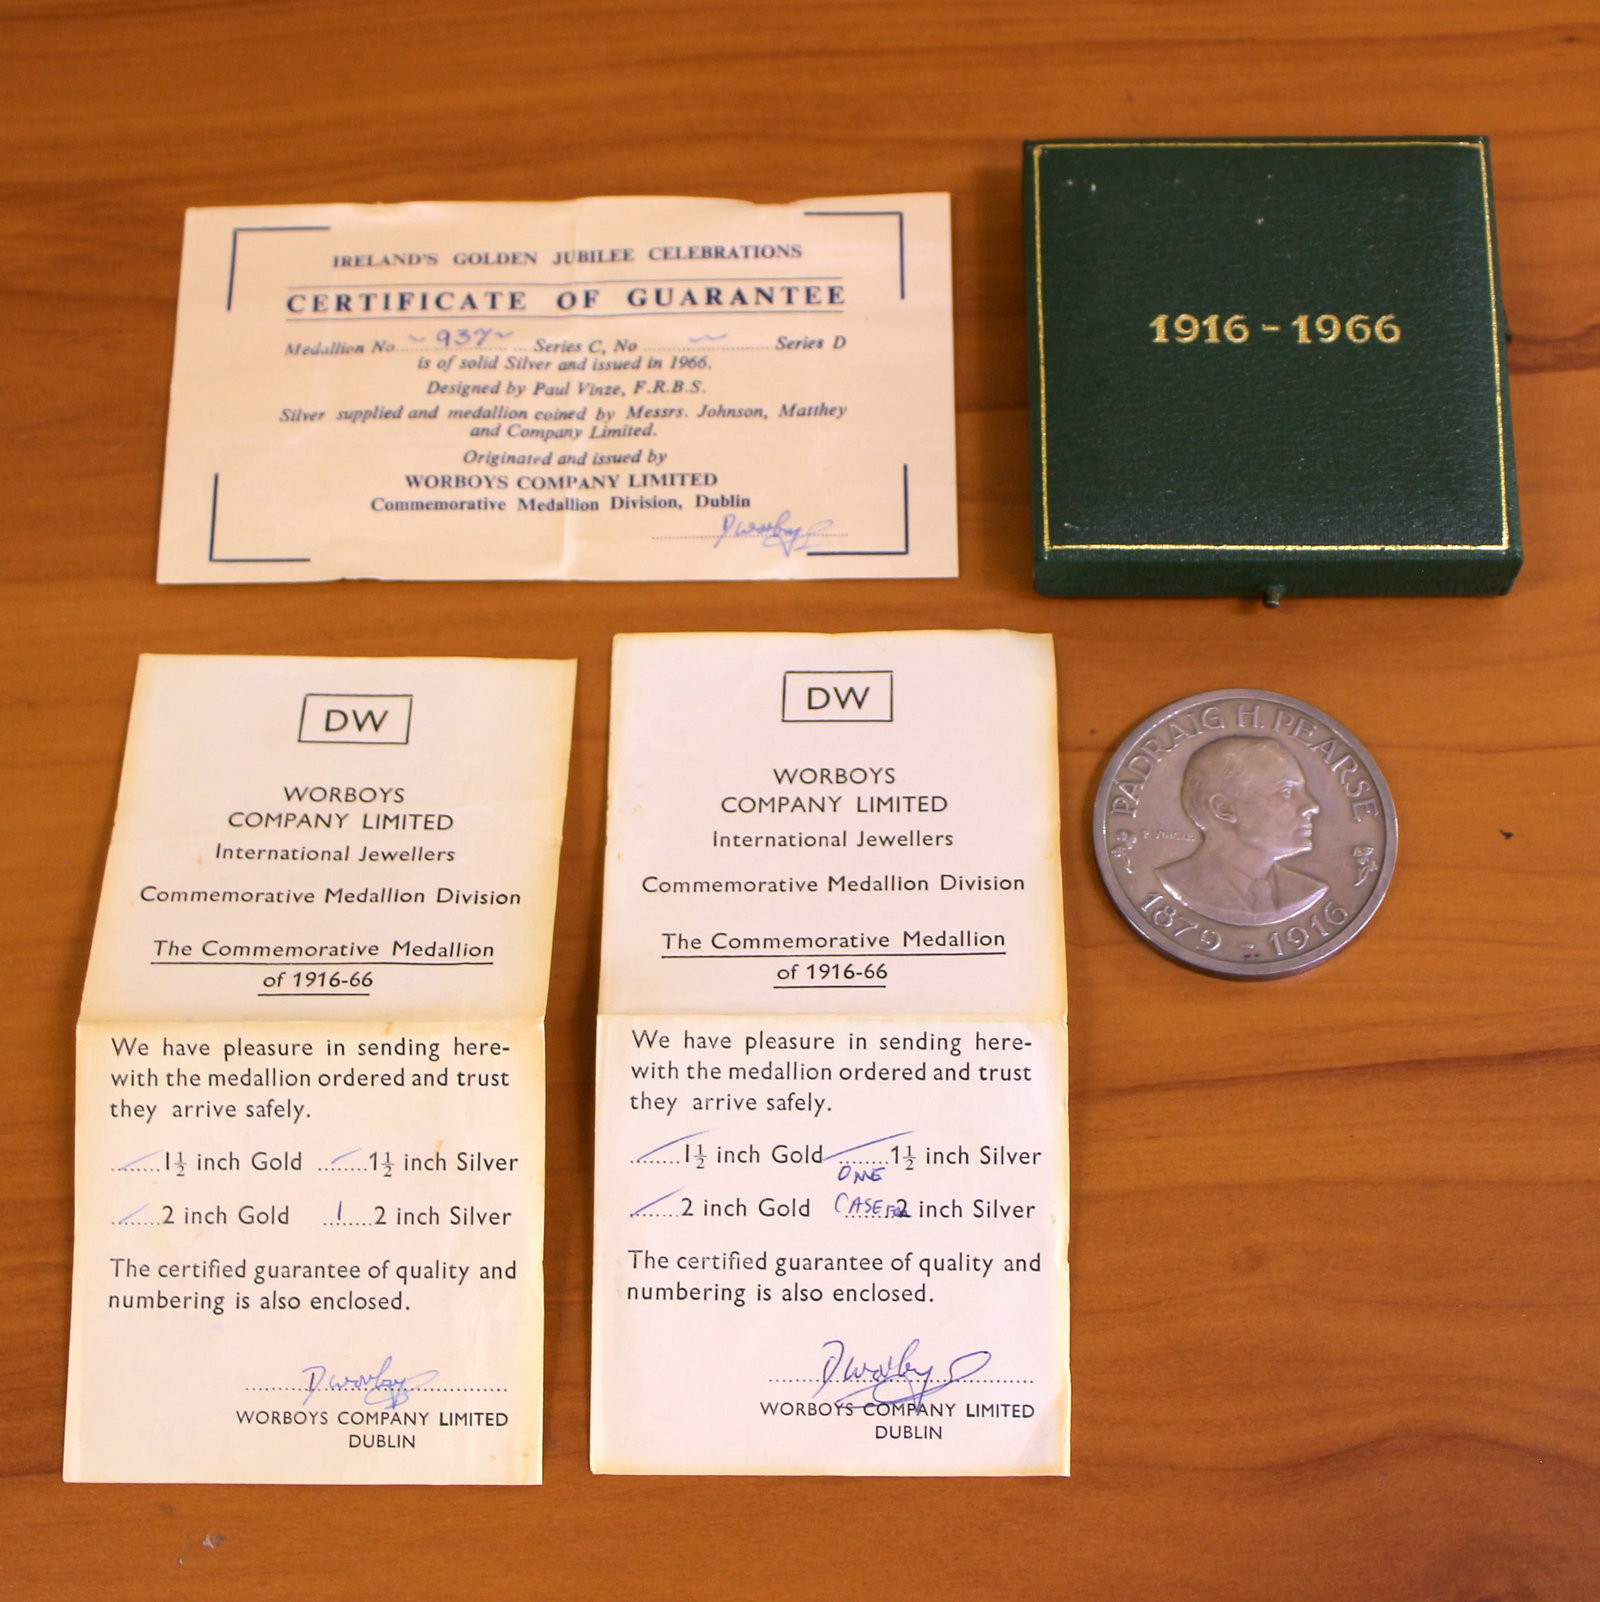 IRELAND'S GOLDEN JUBILEE CELEBRATIONS
CERTIFICATE OF GUARANTEE
Medallion No ~ 937 ~ Series C, No ~ Series D
is of solid Silver and issued in 1966.
Designed by Paul Vinze, F.R.B.S.
Silver supplied and medallion coined by Messrs. Johnson, Matthey
and Company Limited.
Originated and issued by
WORBOYS COMPANY LIMITED
Commemorative Medallion Division, Dublin
DWorboys
1916 - 1966
DW
WORBOYS
COMPANY LIMITED
International Jewellers
Commemorative Medallion Division
The Commemorative Medallion
of 1916-66
We have pleasure in sending here-
with the medallion ordered and trust
they arrive safely.
........1½ inch Gold ........1½ inch Silver
........2 inch Gold ...1.....2 inch Silver
The certified guarantee of quality and
numbering is also enclosed.
DWorboys
WORBOYS COMPANY LIMITED
DUBLIN
DW
WORBOYS
COMPANY LIMITED
International Jewellers
Commemorative Medallion Division
The Commemorative Medallion
of 1916-66
We have pleasure in sending here-
with the medallion ordered and trust
they arrive safely.
........1½ inch Gold ........1½ inch Silver
ONE
........2 inch Gold CASE FOR 2 inch Silver
The certified guarantee of quality and
numbering is also enclosed.
DWorboys
WORBOYS COMPANY LIMITED
DUBLIN
PADRAIG H. PEARSE
P VINCZE
1879 - 1916